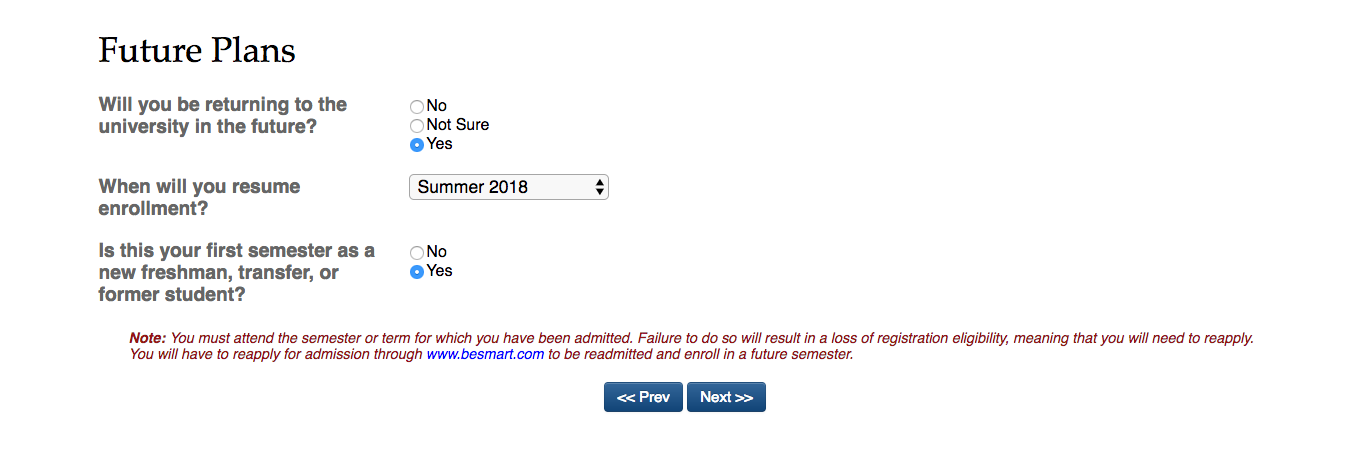 Future Plans
Will you be returning to the
university in the future?
No
Not Sure
Yes
When will you resume
enrollment?
Summer 2018
Is this your first semester as a
new freshman, transfer, or
former student?
No
Yes
Note: You must attend the semester or term for which you have been admitted. Failure to do so will result in a loss of registration eligibility, meaning that you will need to reapply.
You will have to reapply for admission through www.besmart.com to be readmitted and enroll in a future semester.
<< Prev Next >>